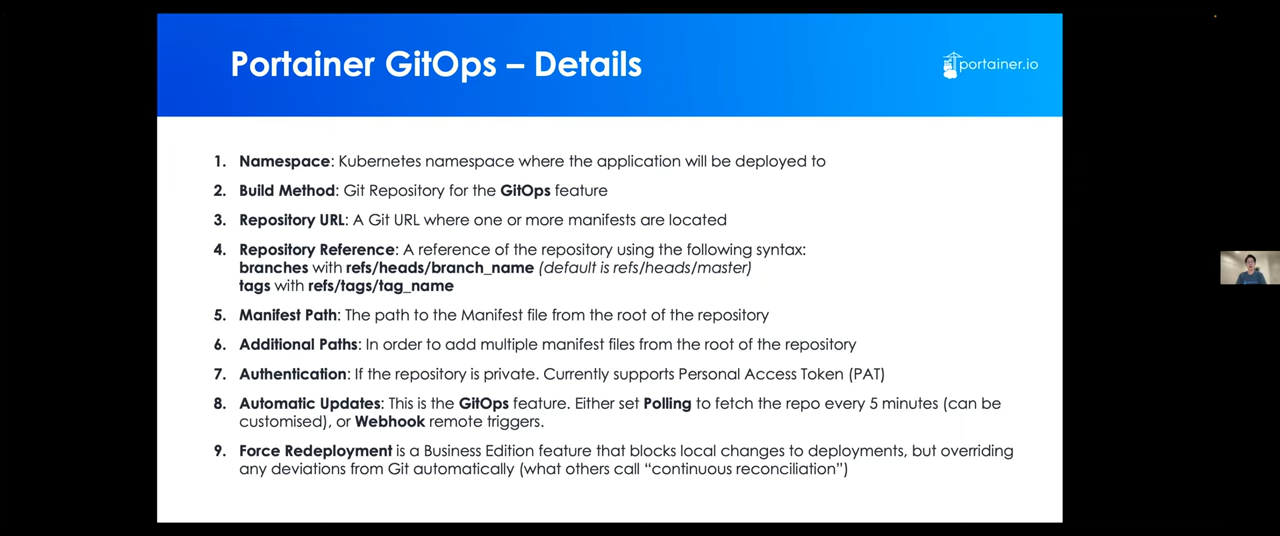 Portainer GitOps – Details
portainer.io
1. Namespace: Kubernetes namespace where the application will be deployed to
2. Build Method: Git Repository for the GitOps feature
3. Repository URL: A Git URL where one or more manifests are located
4. Repository Reference: A reference of the repository using the following syntax:
branches with refs/heads/branch_name (default is refs/heads/master)
tags with refs/tags/tag_name
5. Manifest Path: The path to the Manifest file from the root of the repository
6. Additional Paths: In order to add multiple manifest files from the root of the repository
7. Authentication: If the repository is private. Currently supports Personal Access Token (PAT)
8. Automatic Updates: This is the GitOps feature. Either set Polling to fetch the repo every 5 minutes (can be
customised), or Webhook remote triggers.
9. Force Redeployment is a Business Edition feature that blocks local changes to deployments, but overriding
any deviations from Git automatically (what others call “continuous reconciliation”)